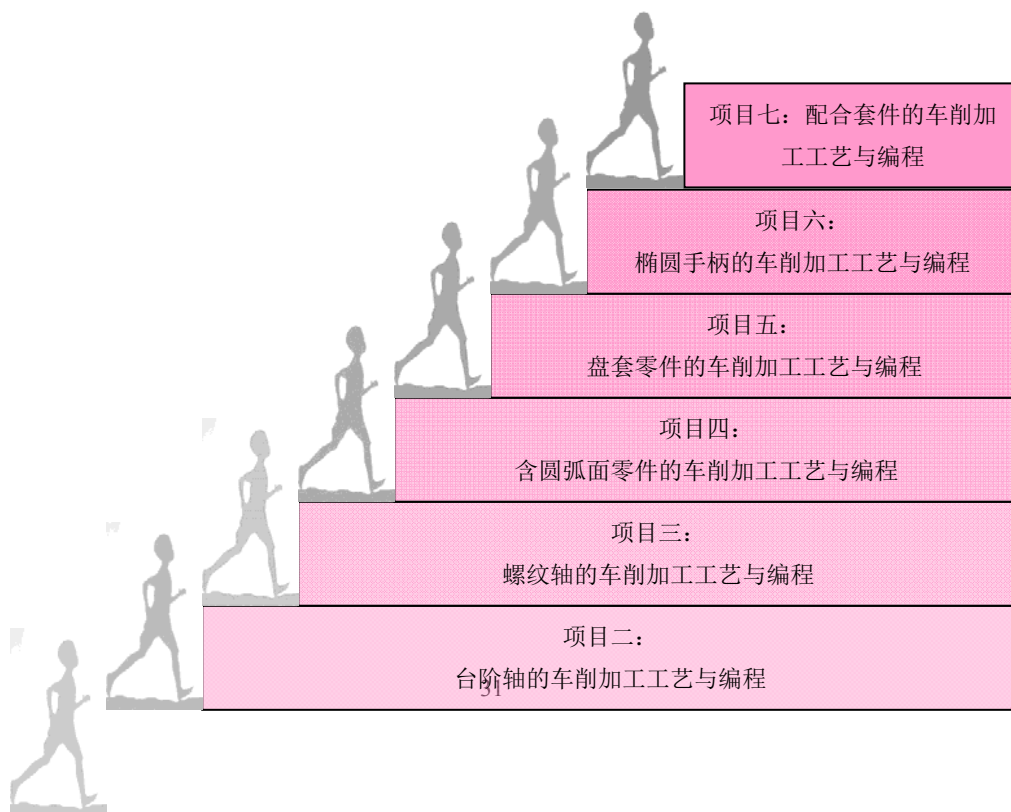 项目七：配合套件的车削加
工工艺与编程
项目六：
椭圆手柄的车削加工工艺与编程
项目五：
盘套零件的车削加工工艺与编程
项目四：
含圆弧面零件的车削加工工艺与编程
项目三：
螺纹轴的车削加工工艺与编程
项目二：
台阶轴的车削加工工艺与编程
31